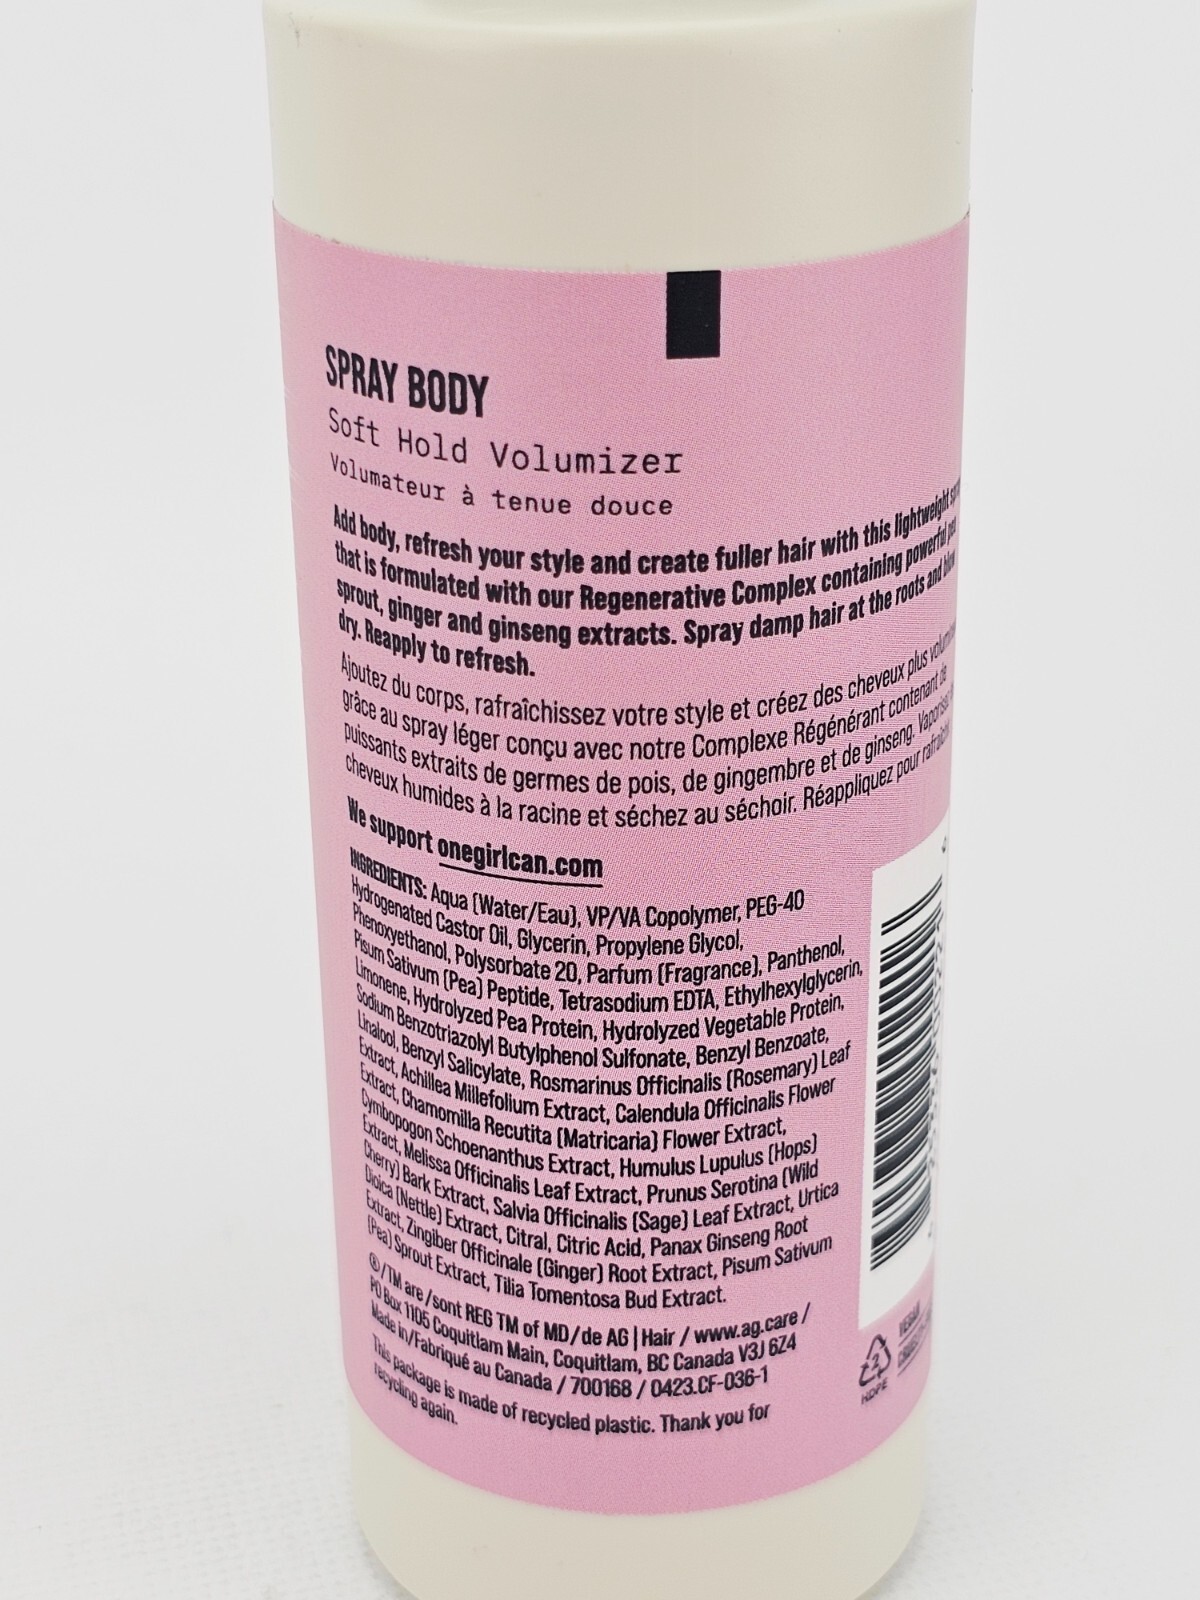 SPRAY BODY
Soft Hold Volumizer
Volumateur à tenue douce
Add body, refresh your style and create fuller hair with this lightweight
that is formulated with our Regenerative Complex containing powerful
sprout, ginger and ginseng extracts. Spray damp hair at the roots and
dry. Reapply to refresh.
Ajoutez du corps, rafraîchissez votre style et créez des cheveux plus
grâce au spray léger conçu avec notre Complexe Régénérant contenant de
puissants extraits de germes de pois, de gingembre et de ginseng.
cheveux humides à la racine et séchez au séchoir. Réappliquez pour
We support onegirlcan.com
INGREDIENTS: Aqua (Water/Eau), VP/VA Copolymer, PEG-40
Hydrogenated Castor Oil, Glycerin, Propylene Glycol,
Phenoxyethanol, Polysorbate 20, Parfum (Fragrance), Panthenol,
Pisum Sativum (Pea) Peptide, Tetrasodium EDTA, Ethylhexylglycerin,
Limonene, Hydrolyzed Pea Protein, Hydrolyzed Vegetable Protein,
Sodium Benzotriazolyl Butylphenol Sulfonate, Benzyl Benzoate,
Linalool, Benzyl Salicylate, Rosmarinus Officinalis (Rosemary) Leaf
Extract, Achillea Millefolium Extract, Calendula Officinalis Flower
Extract, Chamomilla Recutita (Matricaria) Flower Extract,
Cymbopogon Schoenanthus Extract, Humulus Lupulus (Hops)
Extract, Melissa Officinalis Leaf Extract, Prunus Serotina (Wild
Cherry) Bark Extract, Salvia Officinalis (Sage) Leaf Extract, Urtica
Dioica (Nettle) Extract, Citral, Citric Acid, Panax Ginseng Root
Extract, Zingiber Officinale (Ginger) Root Extract, Pisum Sativum
(Pea) Sprout Extract, Tilia Tomentosa Bud Extract.
®/TM are/sont REG TM of MD/de AG | Hair / www.ag.care /
PO Box 1105 Coquitlam Main, Coquitlam, BC Canada V3J 6Z4
Made in/Fabriqué au Canada / 700168 / 0423.CF-036-1
This package is made of recycled plastic. Thank you for
recycling again.
2
HDPE
VEGAN